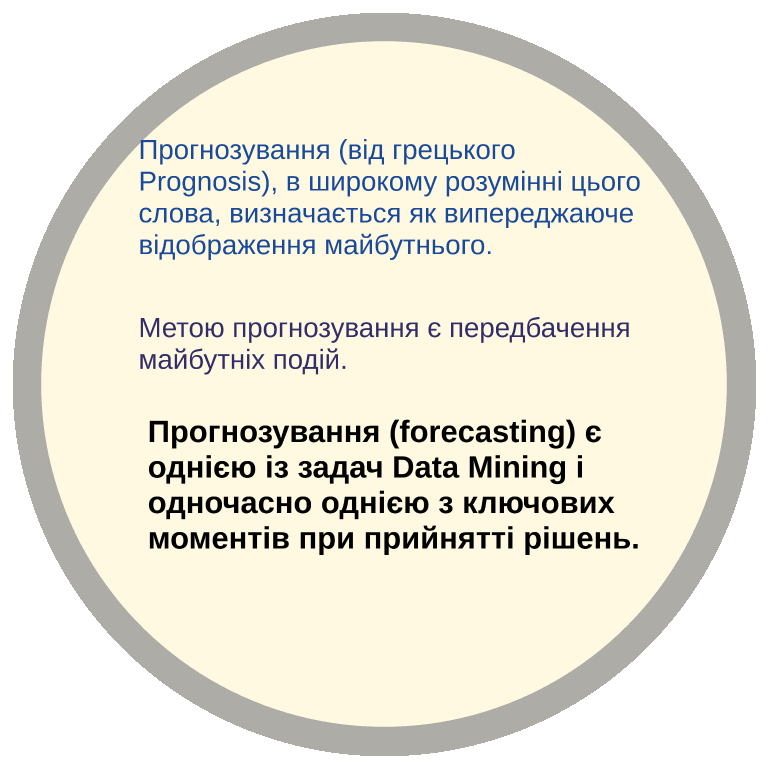 Прогнозування (від грецького
Prognosis), в широкому розумінні цього
слова, визначається як випереджаюче
відображення майбутнього.
Метою прогнозування є передбачення
майбутніх подій.
Прогнозування (forecasting) є
однією із задач Data Mining і
одночасно однією з ключових
моментів при прийнятті рішень.